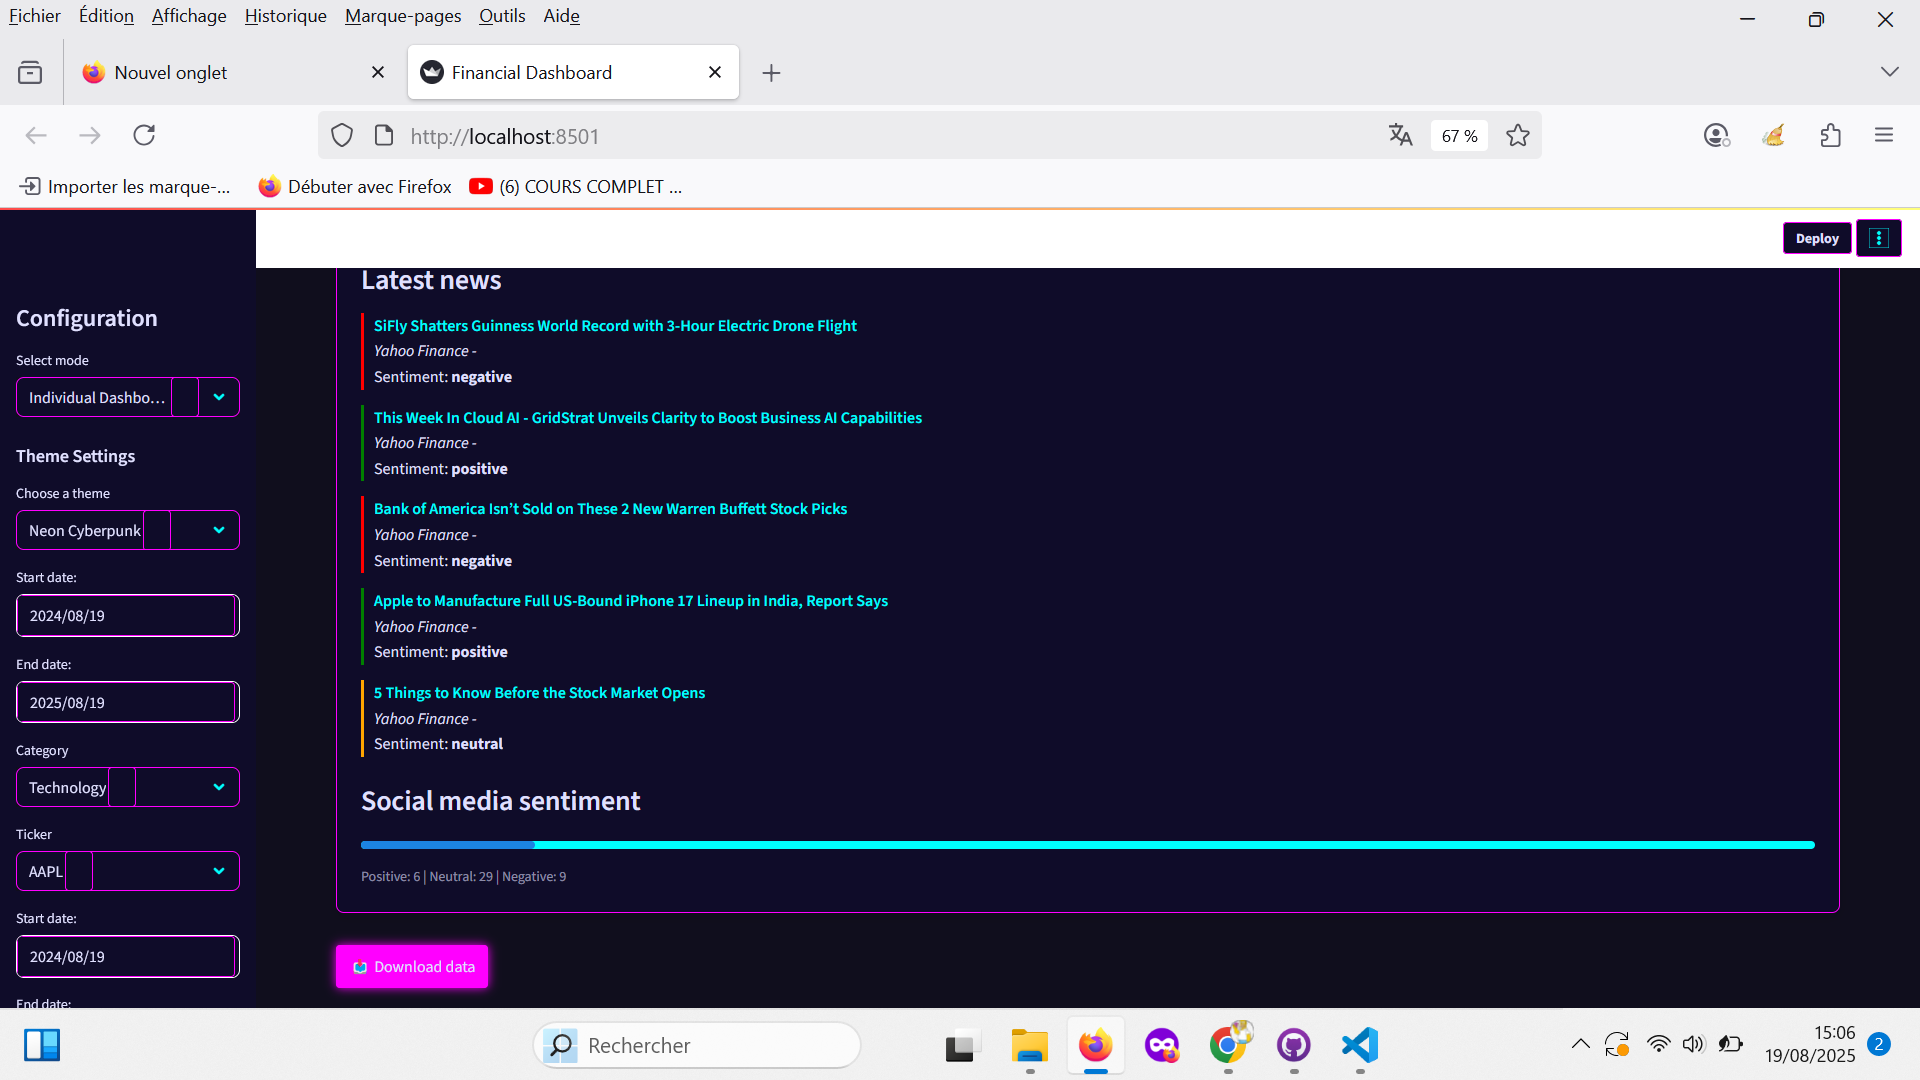 Fichier Édition Affichage Historique Marque-pages Outils Aide
Nouvel onglet
Financial Dashboard
http://localhost:8501
67 %
Importer les marque-...
Débuter avec Firefox
(6) COURS COMPLET ...
Deploy
Configuration
Select mode
Individual Dashbo...
Theme Settings
Choose a theme
Neon Cyberpunk
Start date:
2024/08/19
End date:
2025/08/19
Category
Technology
Ticker
AAPL
Start date:
2024/08/19
End date:
Latest news
SiFly Shatters Guinness World Record with 3-Hour Electric Drone Flight
Yahoo Finance -
Sentiment: negative
This Week In Cloud AI - GridStrat Unveils Clarity to Boost Business AI Capabilities
Yahoo Finance -
Sentiment: positive
Bank of America Isn’t Sold on These 2 New Warren Buffett Stock Picks
Yahoo Finance -
Sentiment: negative
Apple to Manufacture Full US-Bound iPhone 17 Lineup in India, Report Says
Yahoo Finance -
Sentiment: positive
5 Things to Know Before the Stock Market Opens
Yahoo Finance -
Sentiment: neutral
Social media sentiment
Positive: 6 | Neutral: 29 | Negative: 9
Download data
Rechercher
15:06
19/08/2025
2